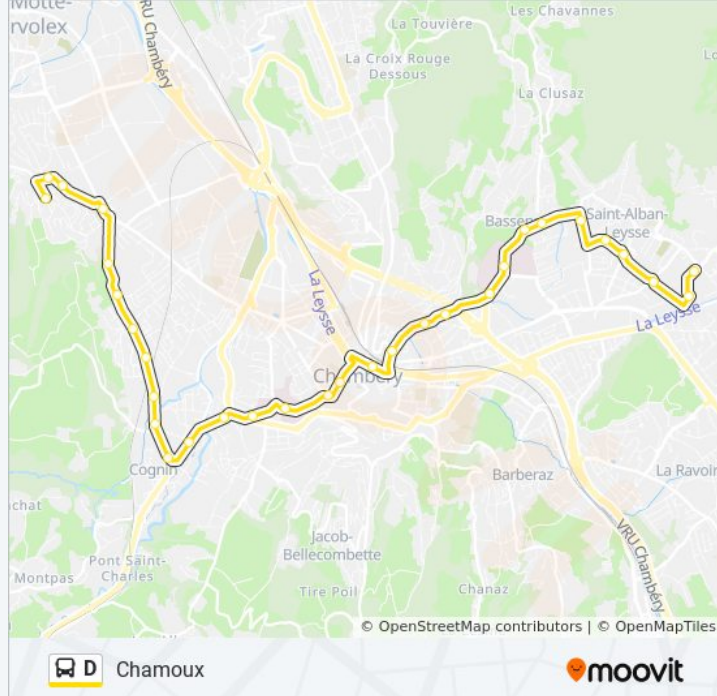 Motte-
rvolex
VRU Chambéry
La Touvière
Les Chavannes
La Croix Rouge
Dessous
La Clusaz
Bassen
Saint-Alban-
Leysse
La Leysse
La Leysse
Chambéry
Cognin
Barberaz
La Ravoir
achat
Jacob-
Bellecombette
VRU Chambéry
Pont Saint-
Charles
Montpas
Tire Poil
Chanaz
© OpenStreetMap contributors | © OpenMapTiles
D Chamoux
moovit